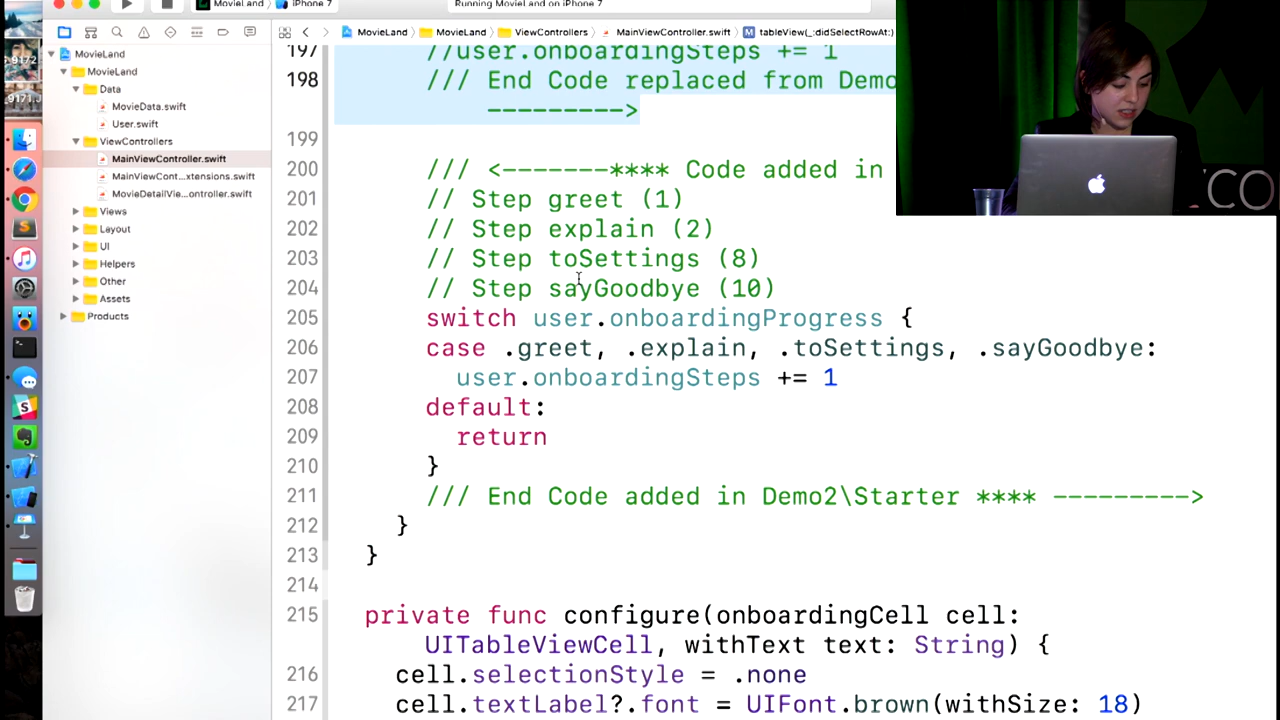 MovieLand
iPhone 7
Running MovieLand on iPhone 7
MovieLand
MovieLand
ViewControllers
MainViewController.swift
tableView(_:didSelectRowAt:)
MovieLand
MovieLand
Data
MovieData.swift
User.swift
ViewControllers
MainViewController.swift
MainViewCont...xtensions.swift
MovieDetailVie...ontroller.swift
Views
Layout
UI
Helpers
Other
Assets
Products
9172
9171.J
197 //user.onboardingSteps += 1
198 /// End Code replaced from Demo
--------->
199
200 /// <-------**** Code added in
201 // Step greet (1)
202 // Step explain (2)
203 // Step toSettings (8)
204 // Step sayGoodbye (10)
205 switch user.onboardingProgress {
206 case .greet, .explain, .toSettings, .sayGoodbye:
207 user.onboardingSteps += 1
208 default:
209 return
210 }
211 /// End Code added in Demo2\Starter **** --------->
212 }
213 }
214
215 private func configure(onboardingCell cell:
UITableViewCell, withText text: String) {
216 cell.selectionStyle = .none
217 cell.textLabel?.font = UIFont.brown(withSize: 18)